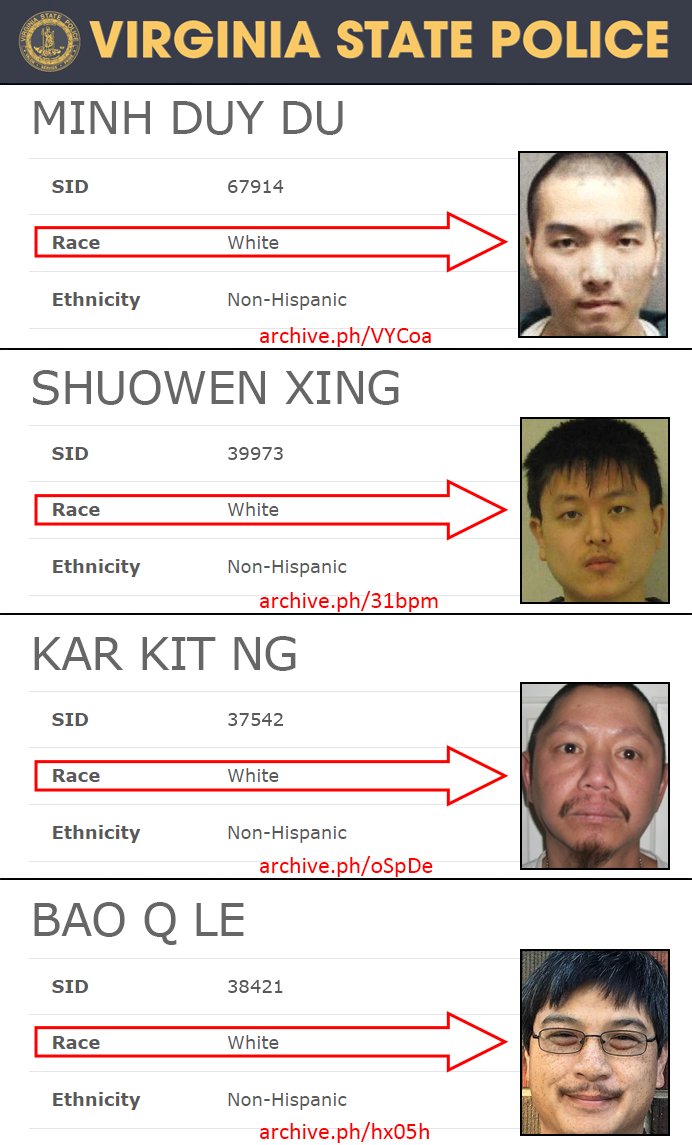 VIRGINIA STATE POLICE
MINH DUY DU
SID 67914
Race White
Ethnicity Non-Hispanic
archive.ph/VYCoa
SHUOWEN XING
SID 39973
Race White
Ethnicity Non-Hispanic
archive.ph/31bpm
KAR KIT NG
SID 37542
Race White
Ethnicity Non-Hispanic
archive.ph/oSpDe
BAO Q LE
SID 38421
Race White
Ethnicity Non-Hispanic
archive.ph/hx05h